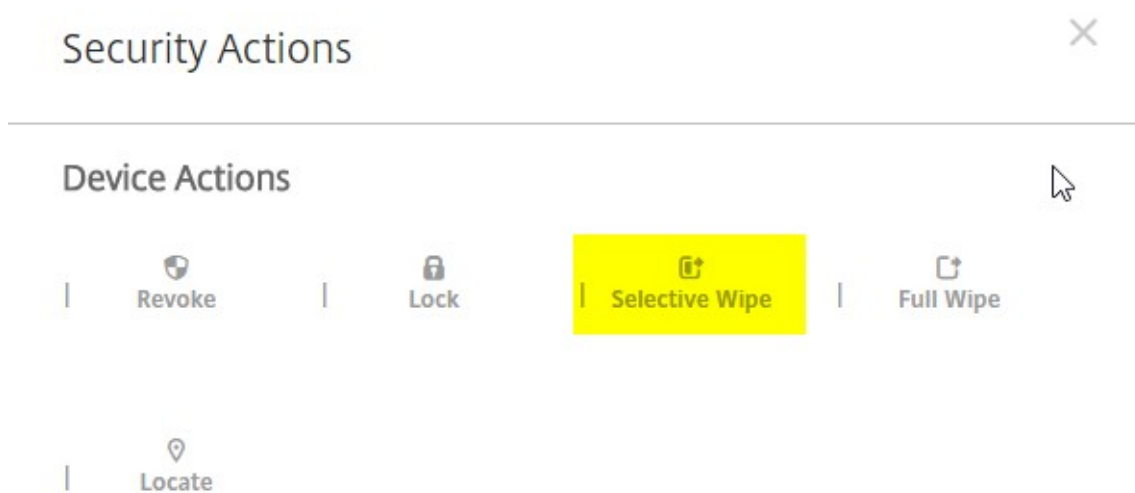 Security Actions
Device Actions
Revoke
Lock
Selective Wipe
Full Wipe
Locate